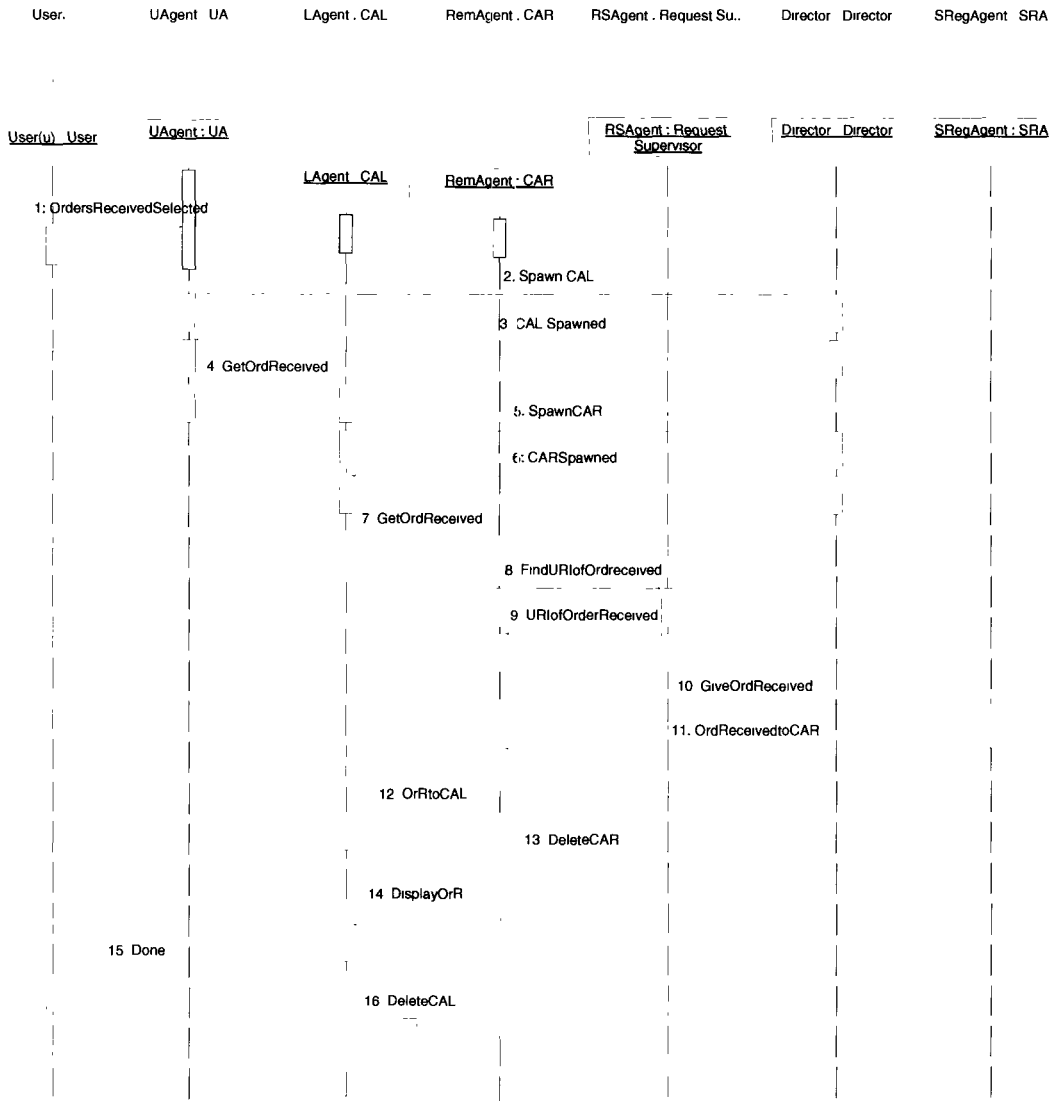 User.
UAgent UA
LAgent . CAL
RemAgent . CAR
RSAgent . Request Su..
Director Director
SRegAgent SRA
User(u) User
UAgent : UA
RSAgent : Request
Supervisor
Director Director
SRegAgent : SRA
LAgent CAL
RemAgent : CAR
1: OrdersReceivedSelected
2. Spawn CAL
3 CAL Spawned
4 GetOrdReceived
5. SpawnCAR
6: CARSpawned
7 GetOrdReceived
8 FindURIofOrdreceived
9 URIofOrderReceived
10 GiveOrdReceived
11. OrdReceivedtoCAR
12 OrRtoCAL
13 DeleteCAR
14 DisplayOrR
15 Done
16 DeleteCAL